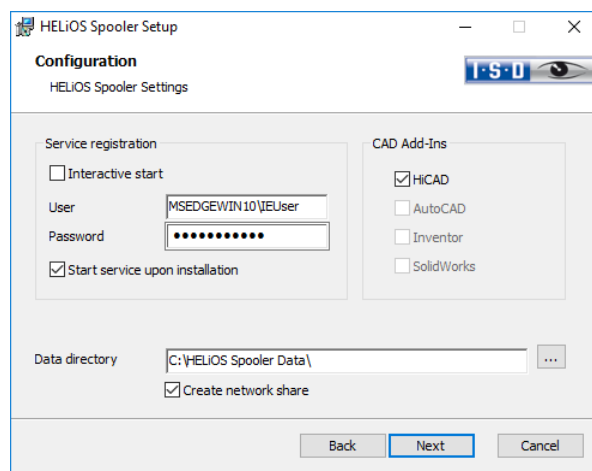 HELiOS Spooler Setup
Configuration
HELiOS Spooler Settings
I·S·D
Service registration
Interactive start
User
MSEDGEWIN10\IEUser
Password
●●●●●●●●●●●
Start service upon installation
CAD Add-Ins
HiCAD
AutoCAD
Inventor
SolidWorks
Data directory
C:\HELiOS Spooler Data\
...
Create network share
Back
Next
Cancel